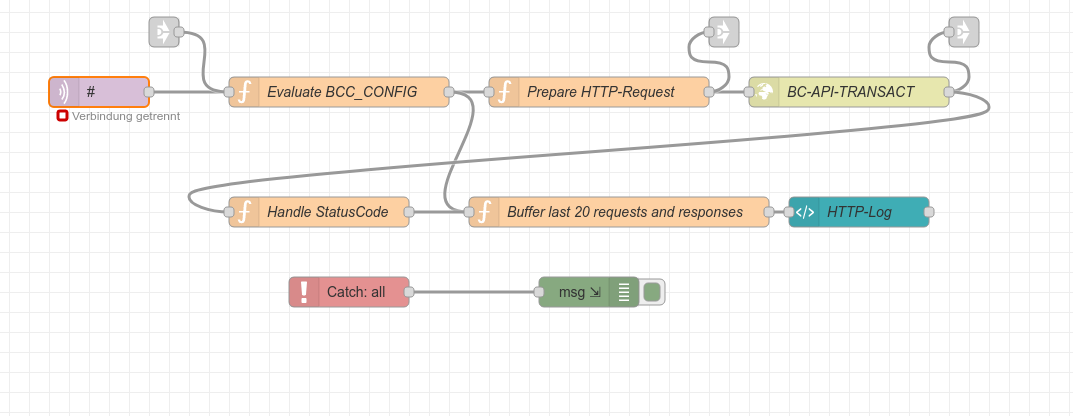 # 
Evaluate BCC_CONFIG
Prepare HTTP-Request
BC-API-TRANSACT
Verbindung getrennt
Handle StatusCode
Buffer last 20 requests and responses
HTTP-Log
Catch: all
msg